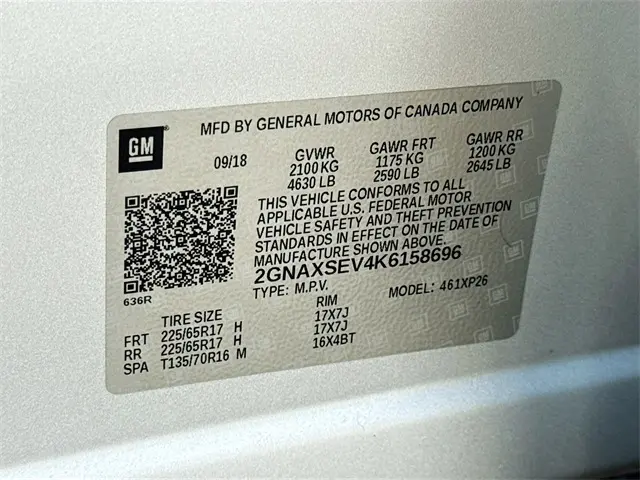 GM
MFD BY GENERAL MOTORS OF CANADA COMPANY
09/18 GVWR GAWR FRT GAWR RR
2100 KG 1175 KG 1200 KG
4630 LB 2590 LB 2645 LB
THIS VEHICLE CONFORMS TO ALL
APPLICABLE U.S. FEDERAL MOTOR
VEHICLE SAFETY AND THEFT PREVENTION
STANDARDS IN EFFECT ON THE DATE OF
MANUFACTURE SHOWN ABOVE.
2GNAXSEV4K6158696
TYPE: M.P.V. MODEL: 461XP26
636R
TIRE SIZE RIM
FRT 225/65R17 H 17X7J
RR 225/65R17 H 17X7J
SPA T135/70R16 M 16X4BT